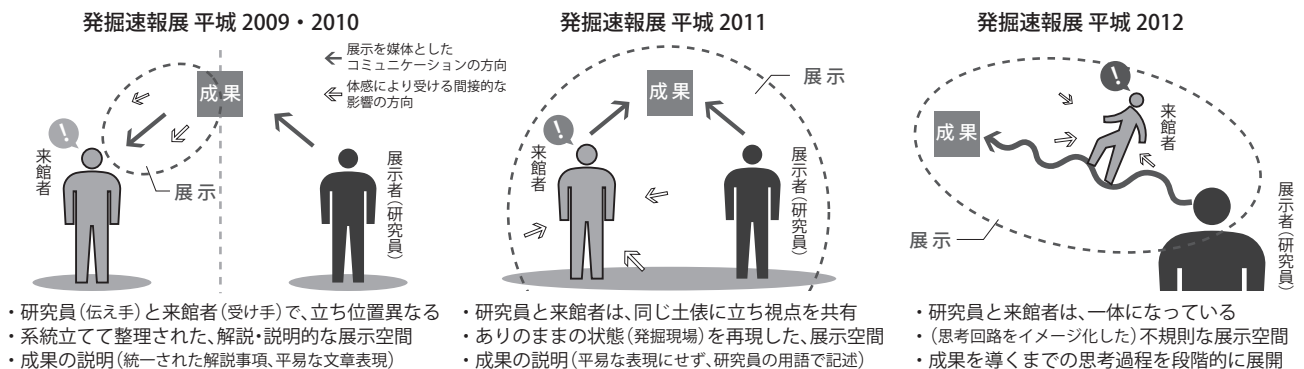 発掘速報展 平城 2009・2010
展示を媒体とした
コミュニケーションの方向
体感により受ける間接的な
影響の方向
成果
!
来館者
展示
展示者(研究員)
・研究員(伝え手)と来館者(受け手)で、立ち位置異なる
・系統立てて整理された、解説・説明的な展示空間
・成果の説明(統一された解説事項、平易な文章表現)
発掘速報展 平城 2011
成果
展示
!
来館者
展示者(研究員)
・研究員と来館者は、同じ土俵に立ち視点を共有
・ありのままの状態(発掘現場)を再現した、展示空間
・成果の説明(平易な表現にせず、研究員の用語で記述)
発掘速報展 平城 2012
!
成果
来館者
展示
展示者(研究員)
・研究員と来館者は、一体になっている
・(思考回路をイメージ化した)不規則な展示空間
・成果を導くまでの思考過程を段階的に展開